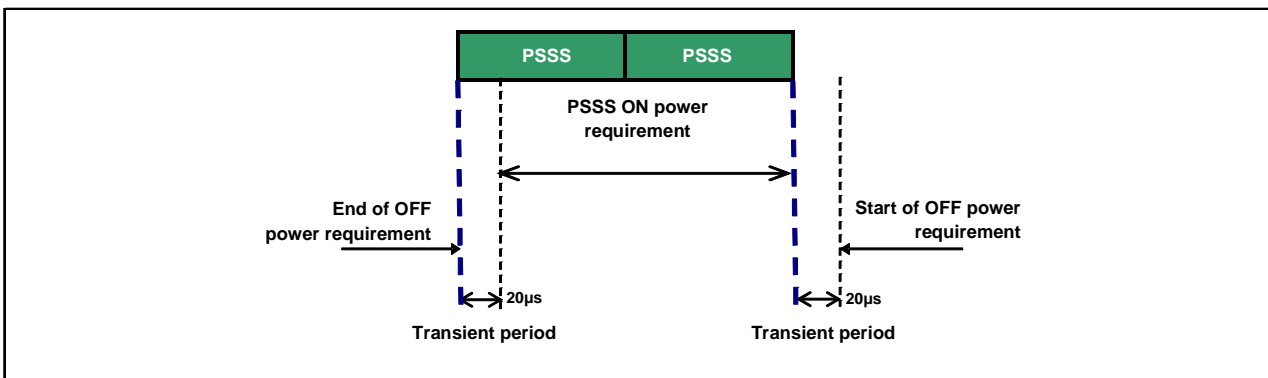 PSSS PSSS
PSSS ON power
requirement
End of OFF
power requirement
Start of OFF power
requirement
20µs
20µs
Transient period
Transient period